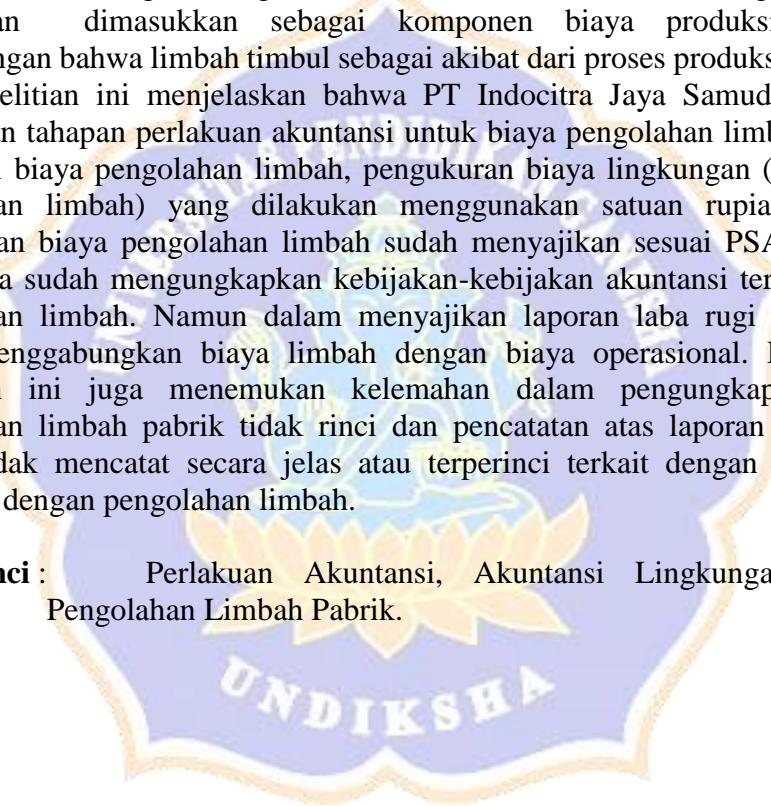 an dimasukkan sebagai komponen biaya produksi
ngan bahwa limbah timbul sebagai akibat dari proses produks
elitian ini menjelaskan bahwa PT Indocitra Jaya Samud
n tahapan perlakuan akuntansi untuk biaya pengolahan limb
biaya pengolahan limbah, pengukuran biaya lingkungan (
an limbah) yang dilakukan menggunakan satuan rupia
an biaya pengolahan limbah sudah menyajikan sesuai PSA
a sudah mengungkapkan kebijakan-kebijakan akuntansi ter
an limbah. Namun dalam menyajikan laporan laba rugi
enggabungkan biaya limbah dengan biaya operasional.
ini juga menemukan kelemahan dalam pengungkap
an limbah pabrik tidak rinci dan pencatatan atas laporan
dak mencatat secara jelas atau terperinci terkait dengan
dengan pengolahan limbah.
nci : Perlakuan Akuntansi, Akuntansi Lingkunga
Pengolahan Limbah Pabrik.
UNIVERSITAS PENDIDIKAN GANESHA
UNDIKSHA